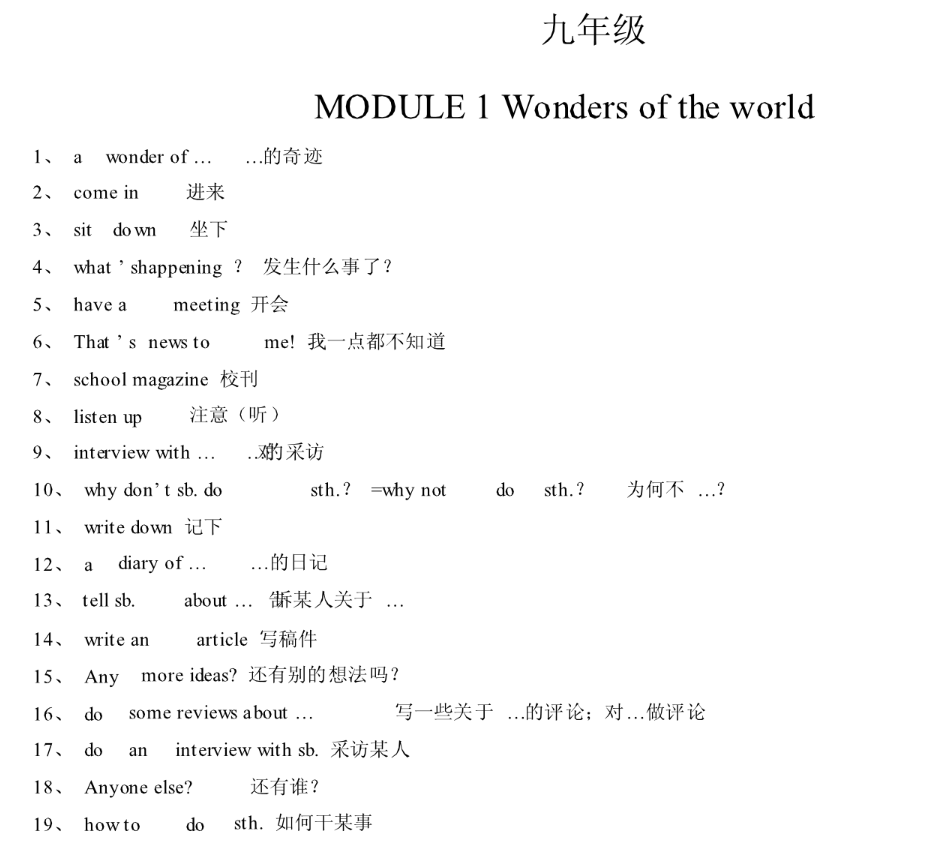 九年级
MODULE 1 Wonders of the world
1、 a wonder of … …的奇迹
2、 come in 进来
3、 sit down 坐下
4、 what ’ shappening ？ 发生什么事了？
5、 have a meeting 开会
6、 That ’ s news to me! 我一点都不知道
7、 school magazine 校刊
8、 listen up 注意（听）
9、 interview with … …对的采访
10、 why don’ t sb. do sth.？ =why not do sth.？ 为何不 …？
11、 write down 记下
12、 a diary of … …的日记
13、 tell sb. about … 告诉某人关于 …
14、 write an article 写稿件
15、 Any more ideas? 还有别的想法吗？
16、 do some reviews about … 写一些关于 …的评论；对…做评论
17、 do an interview with sb. 采访某人
18、 Anyone else? 还有谁？
19、 how to do sth. 如何干某事